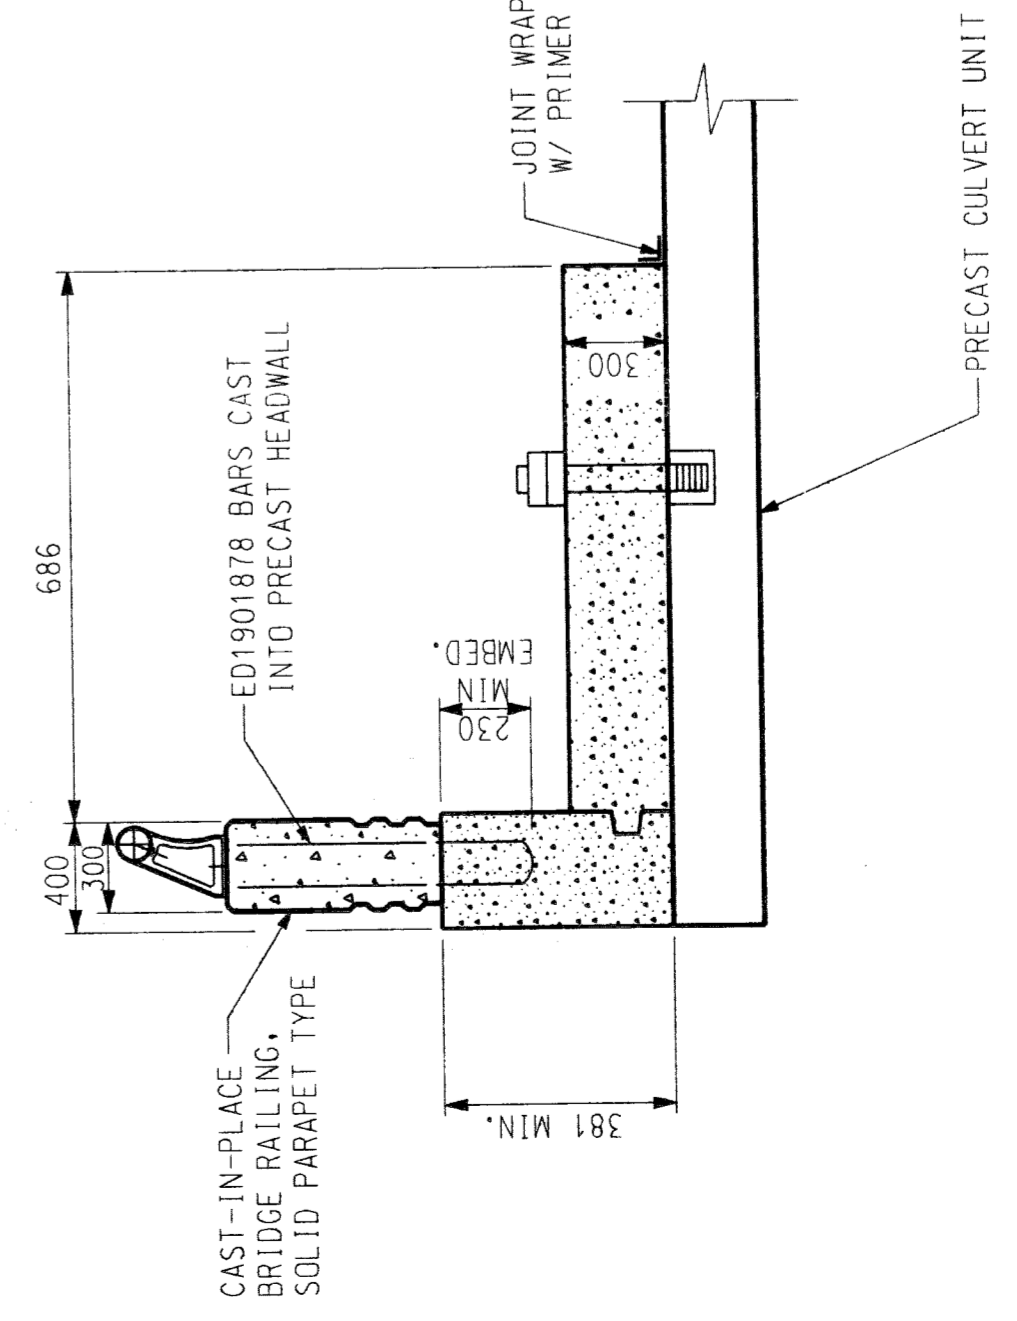 JOINT WRAP
W/ PRIMER
PRECAST CULVERT UNIT
686
ED1901878 BARS CAST
INTO PRECAST HEADWALL
300
230
MIN
EMBED.
400
300
381 MIN.
CAST-IN-PLACE
BRIDGE RAILING,
SOLID PARAPET TYPE